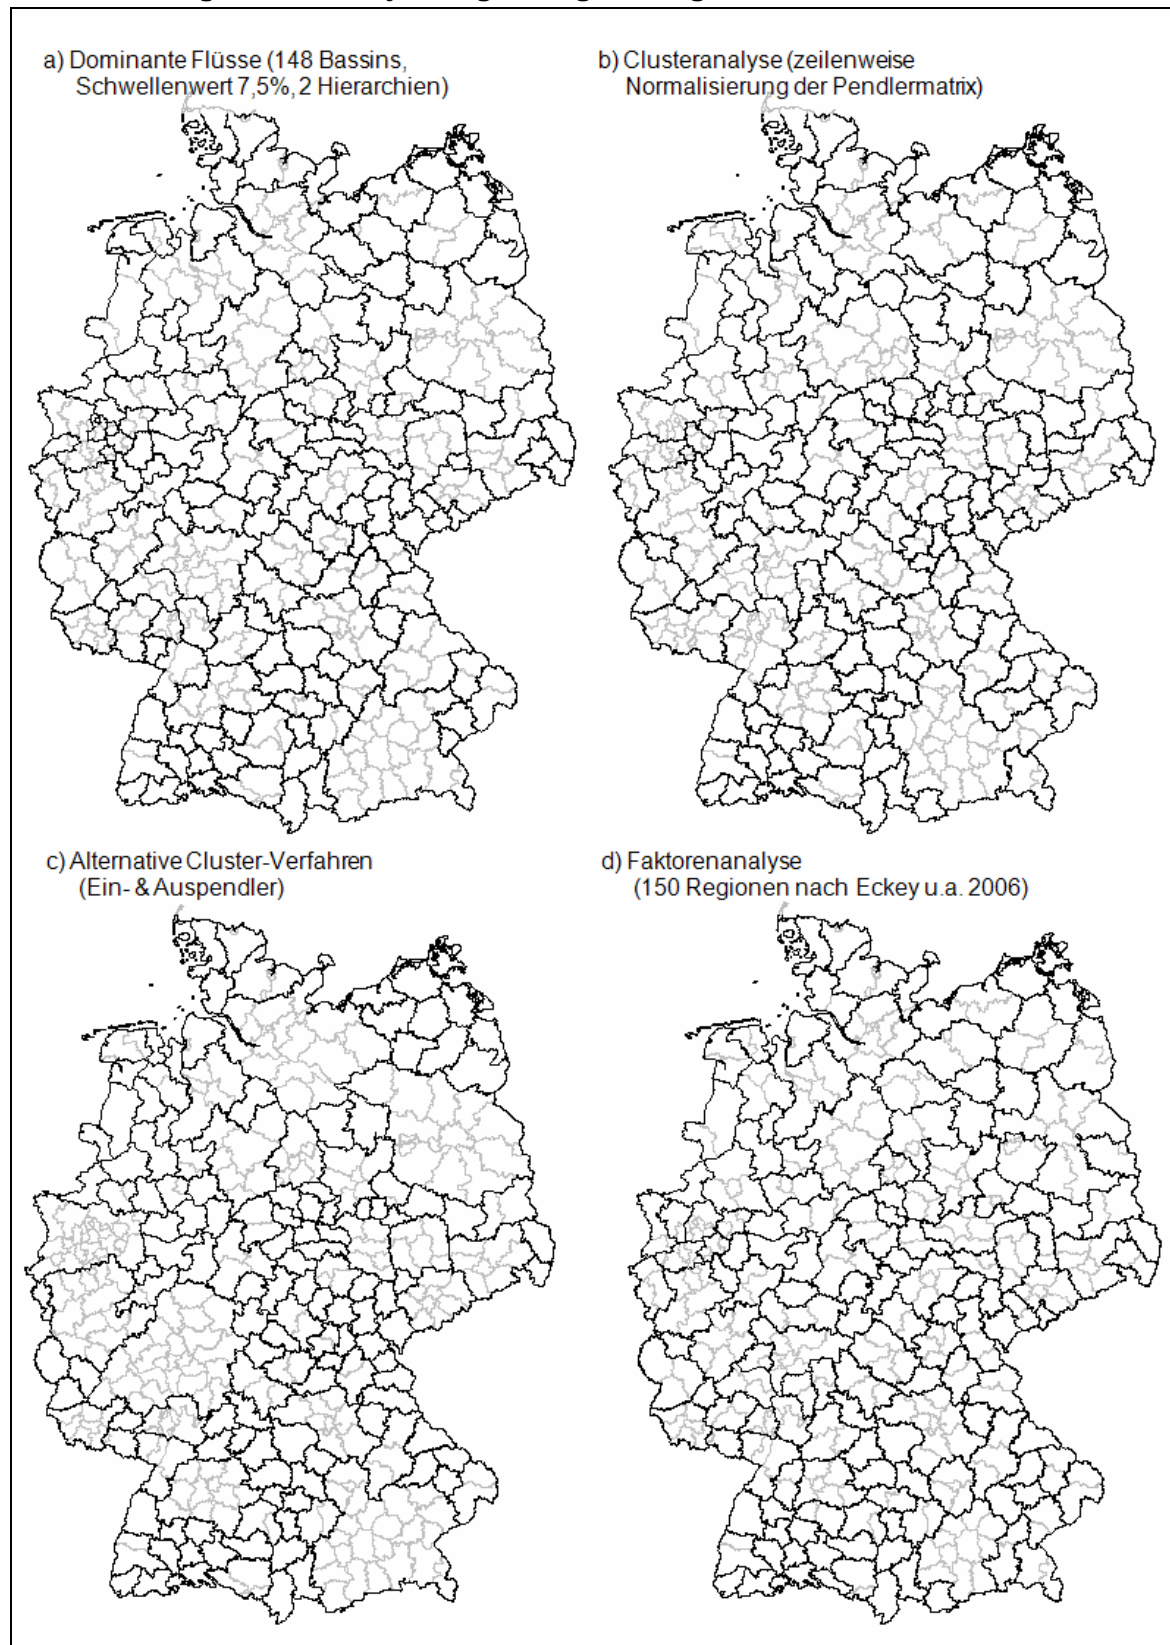 a) Dominante Flüsse (148 Bassins,
Schwellenwert 7,5%, 2 Hierarchien)
b) Clusteranalyse (zeilenweise
Normalisierung der Pendlermatrix)
c) Alternative Cluster-Verfahren
(Ein- & Auspendler)
d) Faktorenanalyse
(150 Regionen nach Eckey u.a. 2006)